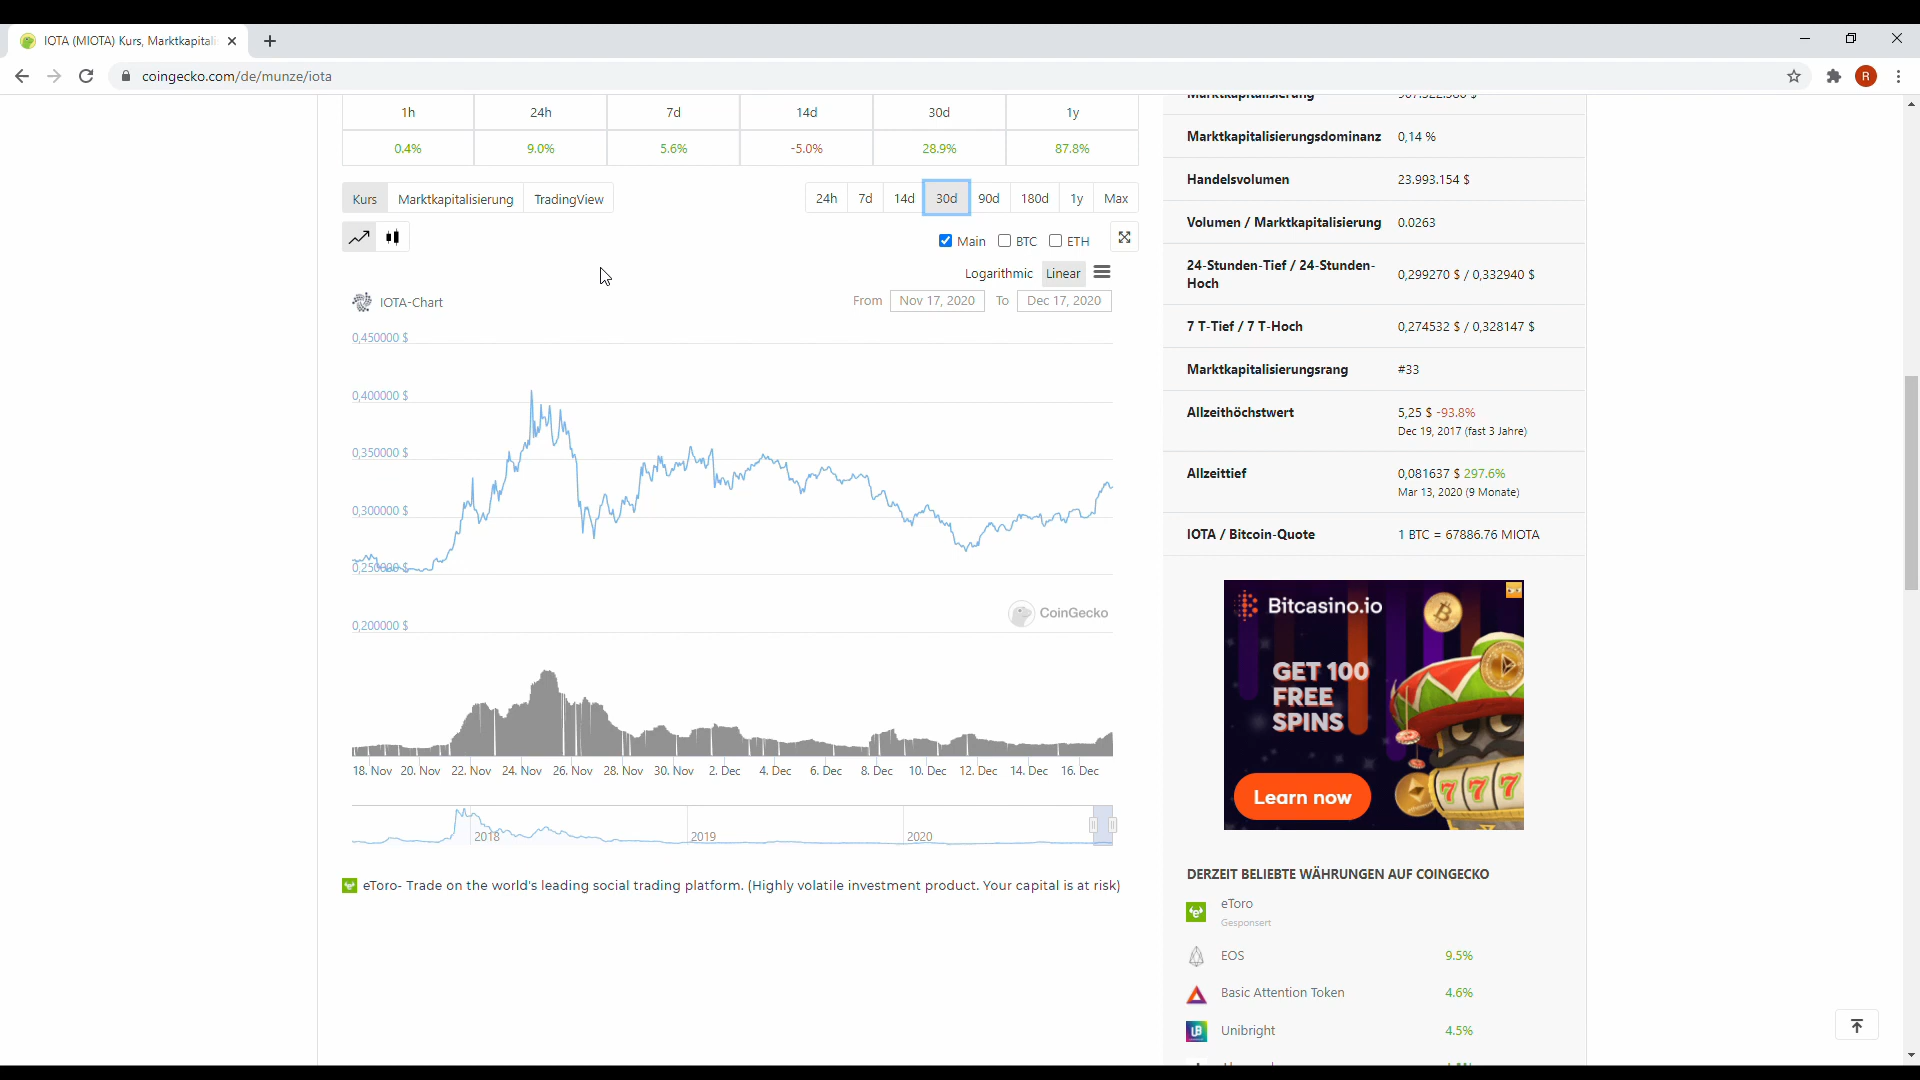 IOTA (MIOTA) Kurs, Marktkapitali
coingecko.com/de/munze/iota
R
1h 24h 7d 14d 30d 1y
0.4% 9.0% 5.6% -5.0% 28.9% 87.8%
Kurs Marktkapitalisierung TradingView 24h 7d 14d 30d 90d 180d 1y Max
Main BTC ETH
Logarithmic Linear
IOTA-Chart From Nov 17, 2020 To Dec 17, 2020
0,450000 $
0,400000 $
0,350000 $
0,300000 $
0,250000 $
CoinGecko
0,200000 $
18. Nov 20. Nov 22. Nov 24. Nov 26. Nov 28. Nov 30. Nov 2. Dec 4. Dec 6. Dec 8. Dec 10. Dec 12. Dec 14. Dec 16. Dec
2018 2019 2020
eToro- Trade on the world's leading social trading platform. (Highly volatile investment product. Your capital is at risk)
Marktkapitalisierung
Marktkapitalisierungsdominanz 0,14 %
Handelsvolumen 23.993.154 $
Volumen / Marktkapitalisierung 0.0263
24-Stunden-Tief / 24-Stunden-
Hoch 0,299270 $ / 0,332940 $
7 T-Tief / 7 T-Hoch 0,274532 $ / 0,328147 $
Marktkapitalisierungsrang #33
Allzeithöchstwert 5,25 $ -93.8%
Dec 19, 2017 (fast 3 Jahre)
Allzeittief 0,081637 $ 297.6%
Mar 13, 2020 (9 Monate)
IOTA / Bitcoin-Quote 1 BTC = 67886.76 MIOTA
Bitcasino.io
GET 100
FREE
SPINS
Learn now
7 7 7
DERZEIT BELIEBTE WÄHRUNGEN AUF COINGECKO
eToro
Gesponsert
EOS 9.5%
Basic Attention Token 4.6%
UB Unibright 4.5%